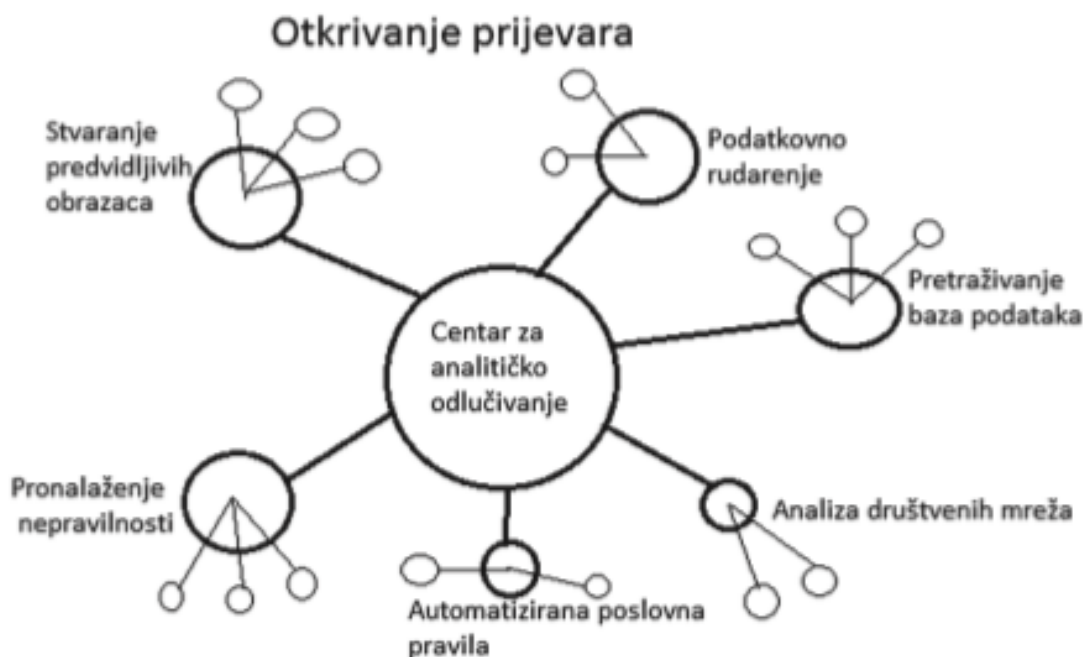 Otkrivanje prijevara
Stvaranje
predvidljivih
obrazaca
Podatkovno
rudarenje
Pretraživanje
baza podataka
Centar za
analitičko
odlučivanje
Pronalaženje
nepravilnosti
Analiza društvenih mreža
Automatizirana poslovna
pravila